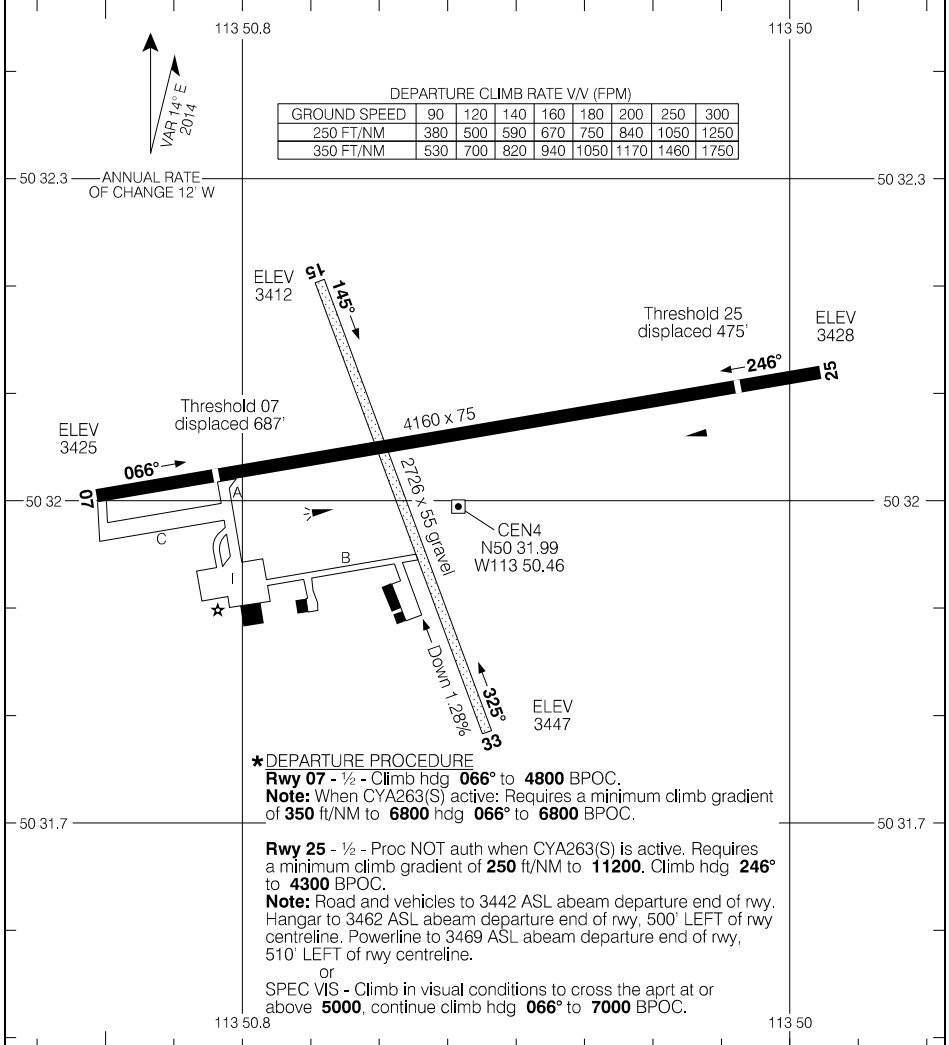 113 50.8
113 50
VAR 14° E
2014
ANNUAL RATE
OF CHANGE 12' W
DEPARTURE CLIMB RATE V/V (FPM)
GROUND SPEED 90 120 140 160 180 200 250 300
250 FT/NM 380 500 590 670 750 840 1050 1250
350 FT/NM 530 700 820 940 1050 1170 1460 1750
50 32.3
50 32.3
ELEV
3412
15
145°
Threshold 25
displaced 475'
ELEV
3428
246°
25
Threshold 07
displaced 687'
4160 x 75
ELEV
3425
066°
07
2726 x 55 gravel
50 32
50 32
A
C
B
I
CEN4
N50 31.99
W113 50.46
Down 1.28%
325°
33
ELEV
3447
*DEPARTURE PROCEDURE
Rwy 07 - ½ - Climb hdg 066° to 4800 BPOC.
Note: When CYA263(S) active: Requires a minimum climb gradient
of 350 ft/NM to 6800 hdg 066° to 6800 BPOC.
50 31.7
50 31.7
Rwy 25 - ½ - Proc NOT auth when CYA263(S) is active. Requires
a minimum climb gradient of 250 ft/NM to 11200. Climb hdg 246°
to 4300 BPOC.
Note: Road and vehicles to 3442 ASL abeam departure end of rwy.
Hangar to 3462 ASL abeam departure end of rwy, 500' LEFT of rwy
centreline. Powerline to 3469 ASL abeam departure end of rwy,
510' LEFT of rwy centreline.
or
SPEC VIS - Climb in visual conditions to cross the aprt at or
above 5000, continue climb hdg 066° to 7000 BPOC.
113 50.8
113 50